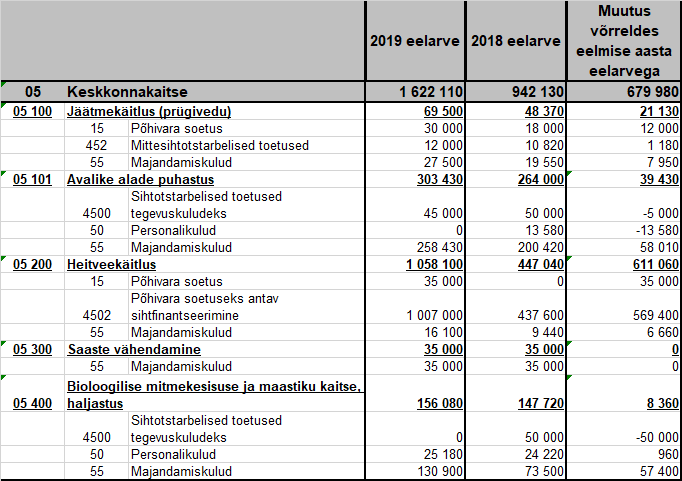 2019 eelarve 2018 eelarve Muutus võrreldes eelmise aasta eelarvega
05 Keskkonnakaitse 1 622 110 942 130 679 980
05 100 Jäätmekäitlus (prügivedu) 69 500 48 370 21 130
15 Põhivara soetus 30 000 18 000 12 000
452 Mittesihtotstarbelised toetused 12 000 10 820 1 180
55 Majandamiskulud 27 500 19 550 7 950
05 101 Avalike alade puhastus 303 430 264 000 39 430
Sihtotstarbelised toetused
4500 tegevuskuludeks 45 000 50 000 -5 000
50 Personalikulud 0 13 580 -13 580
55 Majandamiskulud 258 430 200 420 58 010
05 200 Heitveekäitlus 1 058 100 447 040 611 060
15 Põhivara soetus 35 000 0 35 000
Põhivara soetuseks antav
4502 sihtfinantseerimine 1 007 000 437 600 569 400
55 Majandamiskulud 16 100 9 440 6 660
05 300 Saaste vähendamine 35 000 35 000 0
55 Majandamiskulud 35 000 35 000 0
Bioloogilise mitmekesisuse ja maastiku kaitse,
05 400 haljastus 156 080 147 720 8 360
Sihtotstarbelised toetused
4500 tegevuskuludeks 0 50 000 -50 000
50 Personalikulud 25 180 24 220 960
55 Majandamiskulud 130 900 73 500 57 400